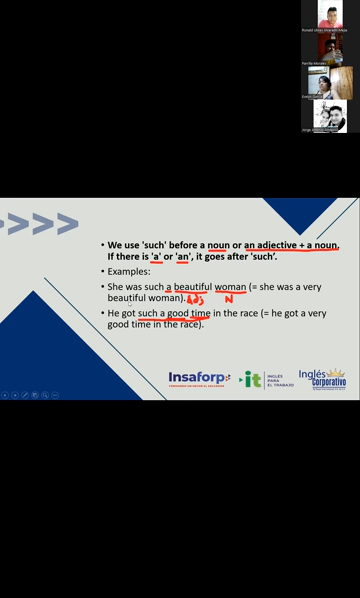 • We use 'such' before a noun or an adjective + a noun.
If there is 'a' or 'an', it goes after 'such'.
• Examples:
• She was such a beautiful woman (= she was a very
beautiful woman). Adj N
• He got such a good time in the race (= he got a very
good time in the race).
Insaforp
it INGLÉS PARA EL TRABAJO
Inglés Corporativo